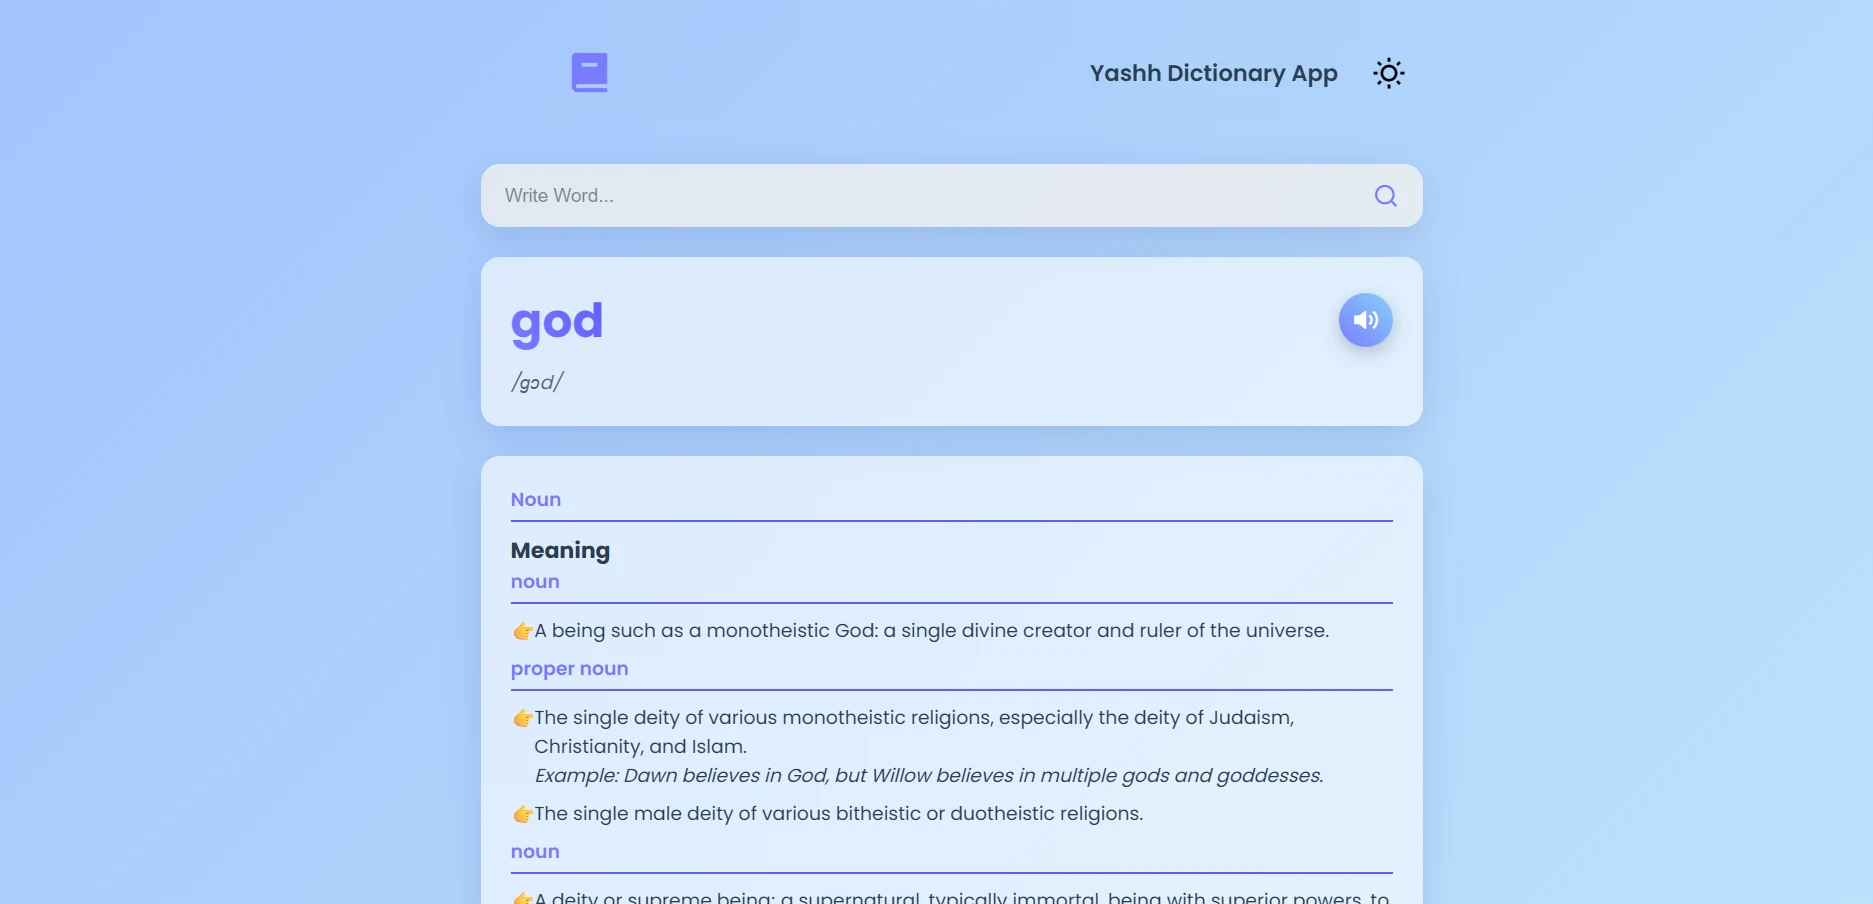 Yashh Dictionary App
Write Word...
god
/ɡɔd/
Noun
Meaning
noun
👉A being such as a monotheistic God: a single divine creator and ruler of the universe.
proper noun
👉The single deity of various monotheistic religions, especially the deity of Judaism,
Christianity, and Islam.
Example: Dawn believes in God, but Willow believes in multiple gods and goddesses.
👉The single male deity of various bitheistic or duotheistic religions.
noun
👉A deity or supreme being; a supernatural, typically immortal, being with superior powers, to